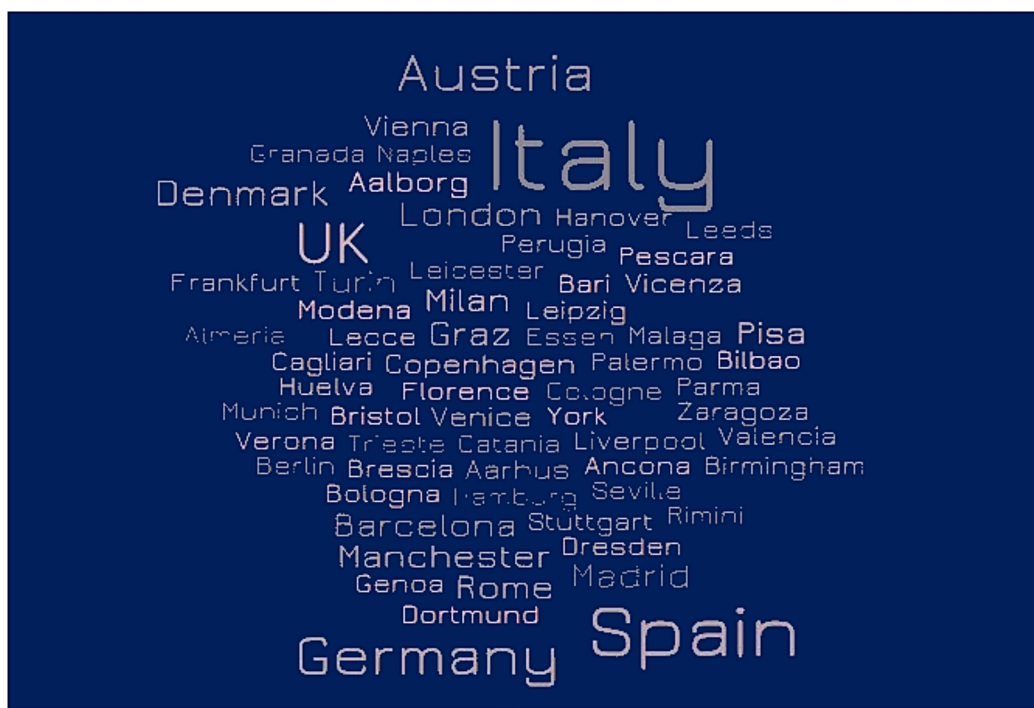 Austria
Vienna Italy
Granada Naples
Denmark Aalborg
London Hanover Leeds
UK Perugia Pescara
Frankfurt Turin Leicester Bari Vicenza
Modena Milan Leipzig
Almeria Lecce Graz Essen Malaga Pisa
Cagliari Copenhagen Palermo Bilbao
Huelva Florence Cologne Parma
Munich Bristol Venice York Zaragoza
Verona Trieste Catania Liverpool Valencia
Berlin Brescia Aarhus Ancona Birmingham
Bologna Hamburg Seville
Barcelona Stuttgart Rimini
Manchester Dresden
Genoa Rome Madrid
Dortmund
Germany Spain